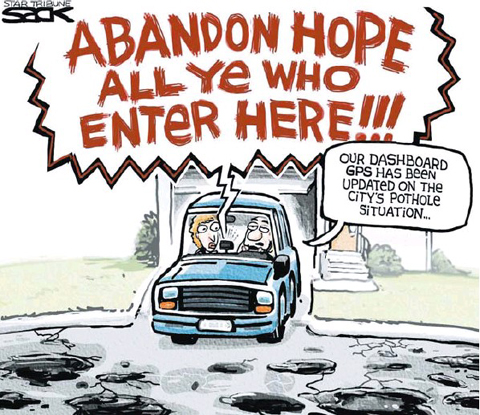 STAR TRIBUNE
SACK
ABANDON HOPE
ALL YE WHO
ENTER HERE!!!
OUR DASHBOARD
GPS HAS BEEN
UPDATED ON THE
CITY'S POTHOLE
SITUATION...